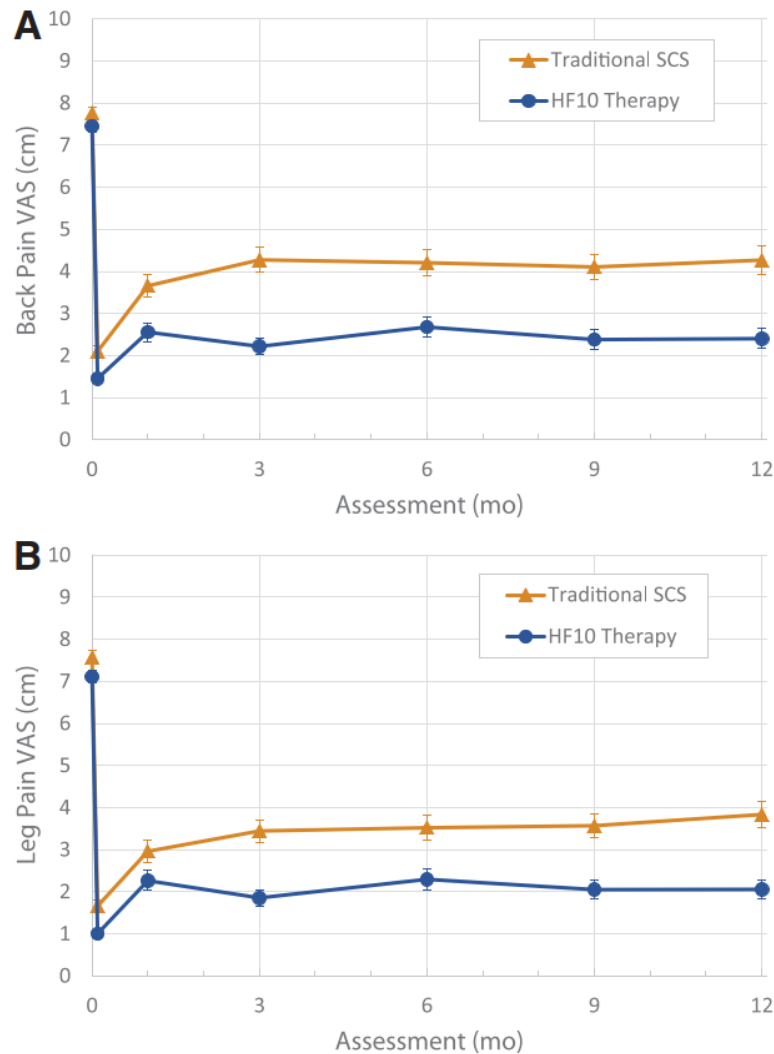 A
10
9
8
7
6
5
4
3
2
1
0
Back Pain VAS (cm)
Traditional SCS
HF10 Therapy
0 3 6 9 12
Assessment (mo)
B
10
9
8
7
6
5
4
3
2
1
0
Leg Pain VAS (cm)
Traditional SCS
HF10 Therapy
0 3 6 9 12
Assessment (mo)